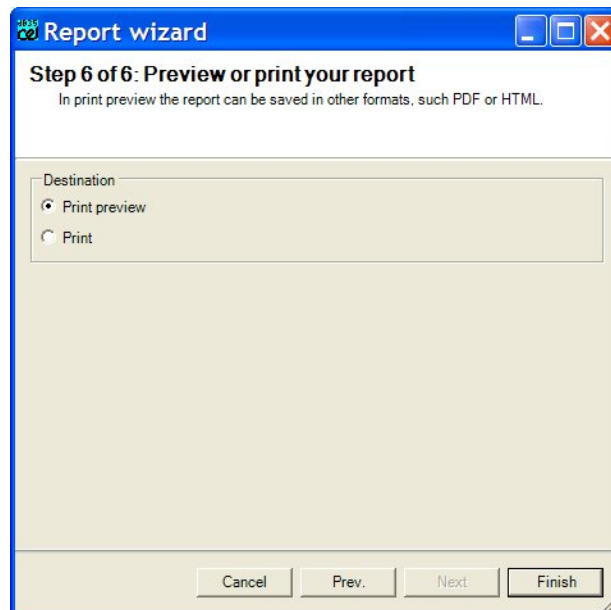 Report wizard
Step 6 of 6: Preview or print your report
In print preview the report can be saved in other formats, such PDF or HTML.
Destination
Print preview
Print
Cancel
Prev.
Next
Finish